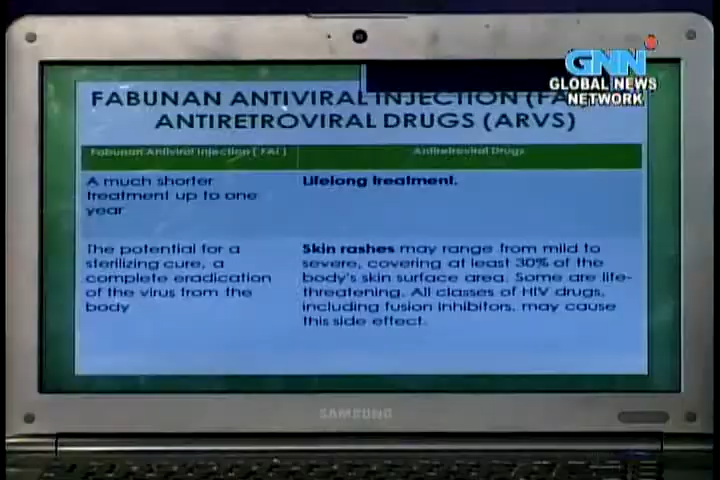 GNN
GLOBAL NEWS
NETWORK
FABUNAN ANTIVIRAL INJECTION (FA
ANTIRETROVIRAL DRUGS (ARVS)
Fabunan Antiviral Injection ( FAI ) Antiretroviral Drugs
A much shorter
treatment up to one
year
Lifelong treatment.
The potential for a
sterilizing cure, a
complete eradication
of the virus from the
body
Skin rashes may range from mild to
severe, covering at least 30% of the
body's skin surface area. Some are life-
threatening. All classes of HIV drugs,
including fusion inhibitors, may cause
this side effect.
SAMSUNG